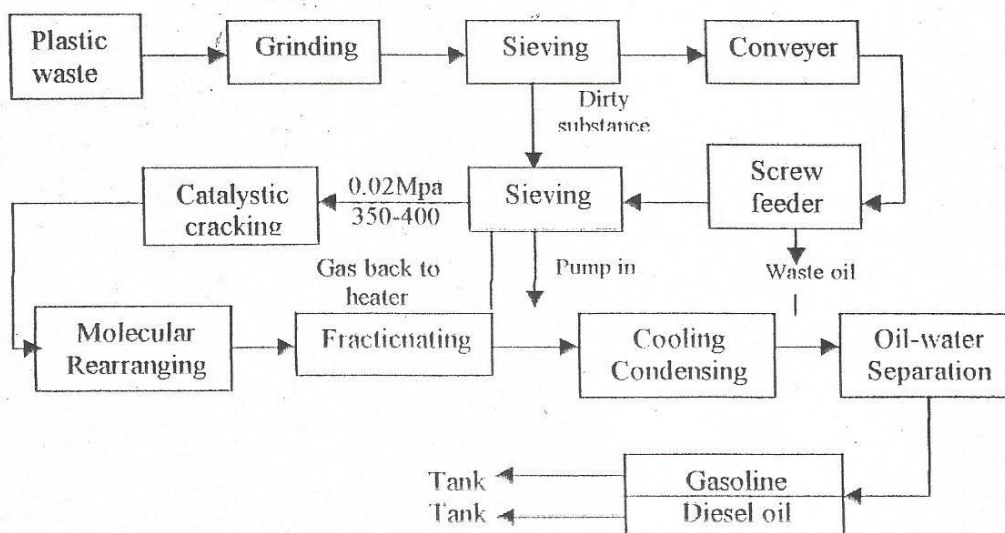 Plastic
waste
Grinding
Sieving
Conveyer
Dirty
substance
Catalystic
cracking
0.02Mpa
350-400
Sieving
Screw
feeder
Gas back to
heater
Pump in
Waste oil
Molecular
Rearranging
Fracticnating
Cooling
Condensing
Oil-water
Separation
Tank
Tank
Gasoline
Diesel oil